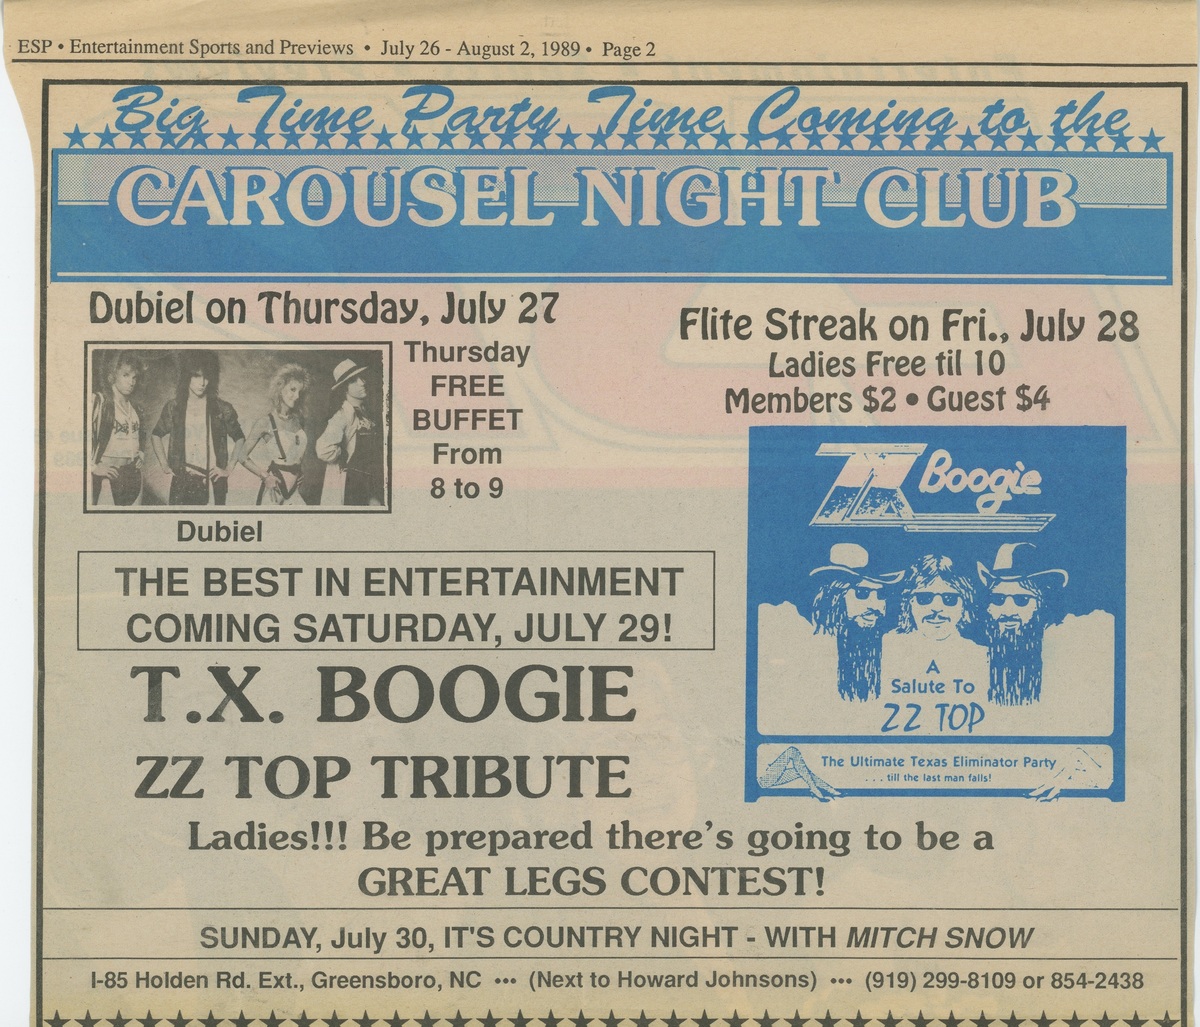 ESP • Entertainment Sports and Previews • July 26 - August 2, 1989 • Page 2
Big Time Party Time Coming to the
CAROUSEL NIGHT CLUB
Dubiel on Thursday, July 27
Thursday
FREE
BUFFET
From
8 to 9
Dubiel
Flite Streak on Fri., July 28
Ladies Free til 10
Members $2 • Guest $4
TX Boogie
A
Salute To
ZZ TOP
The Ultimate Texas Eliminator Party
. . . till the last man falls!
THE BEST IN ENTERTAINMENT
COMING SATURDAY, JULY 29!
T.X. BOOGIE
ZZ TOP TRIBUTE
Ladies!!! Be prepared there's going to be a
GREAT LEGS CONTEST!
SUNDAY, July 30, IT'S COUNTRY NIGHT - WITH MITCH SNOW
I-85 Holden Rd. Ext., Greensboro, NC ••• (Next to Howard Johnsons) ••• (919) 299-8109 or 854-2438